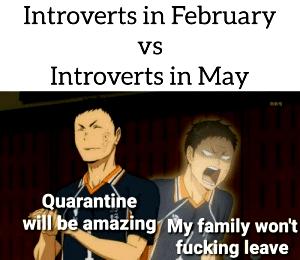 Introverts in February
vs
Introverts in May
Quarantine
will be amazing
My family won't
fucking leave